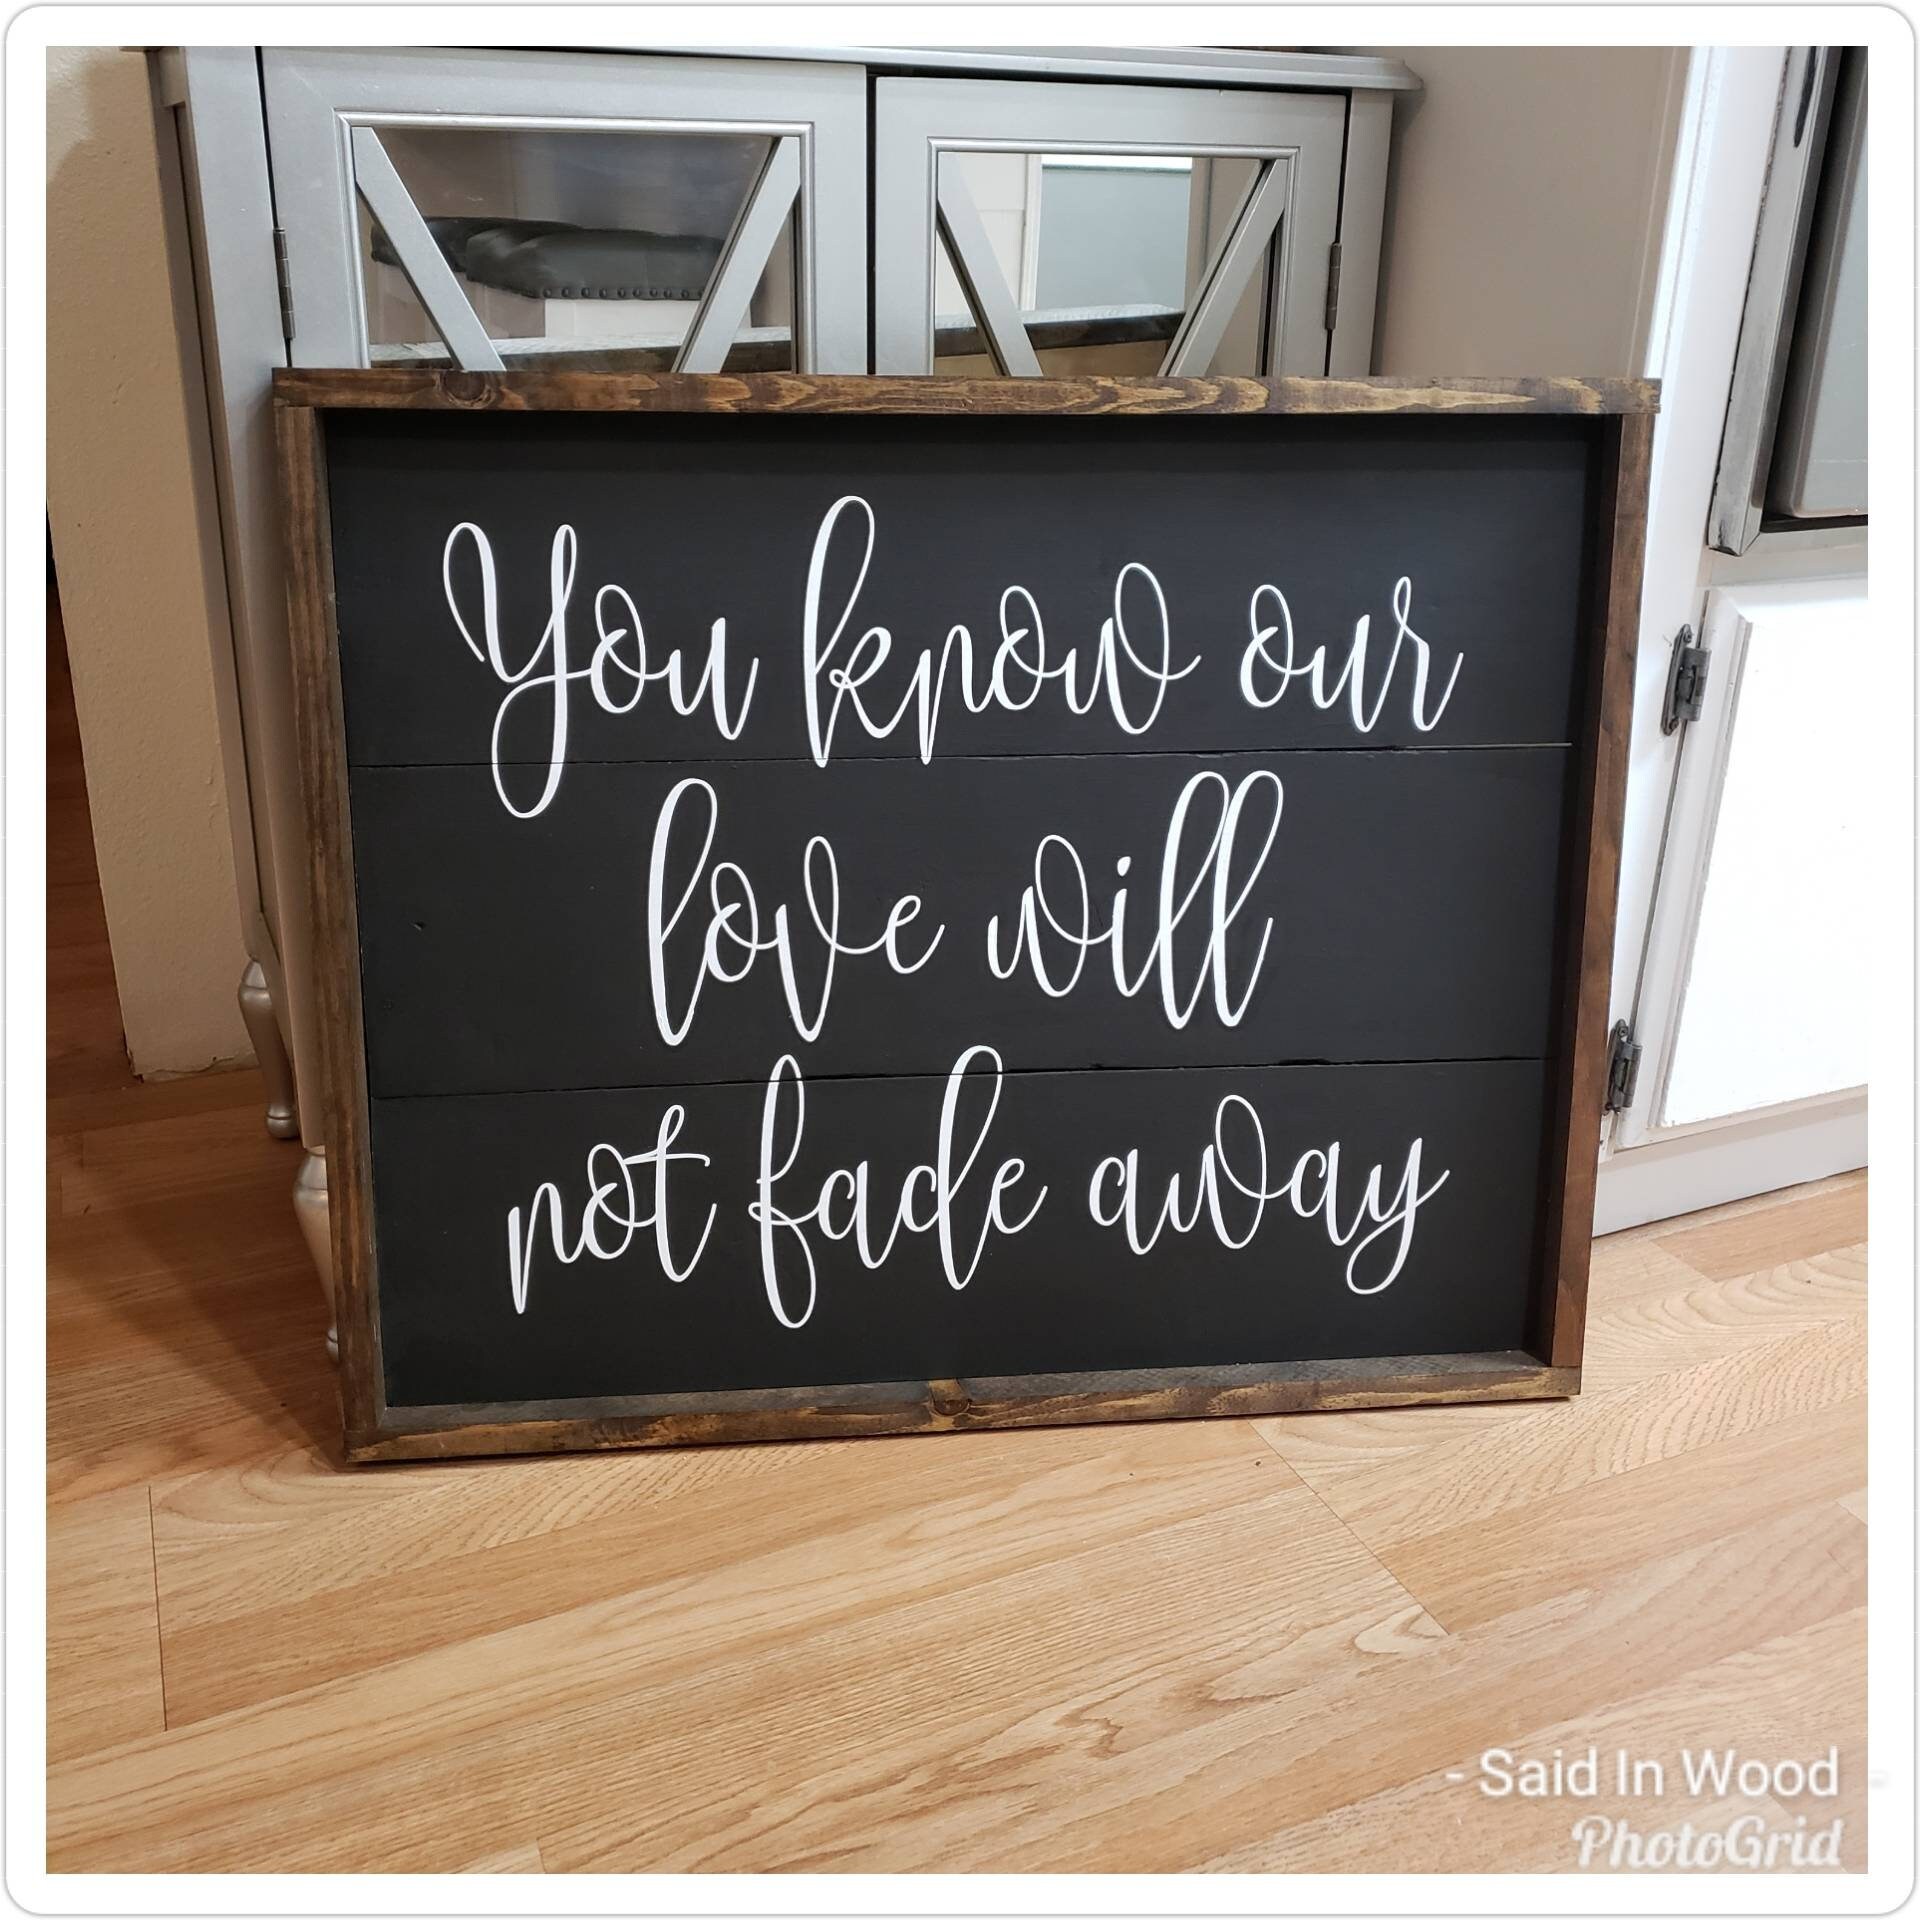 You know our
love will
not fade away
- Said In Wood -
PhotoGrid